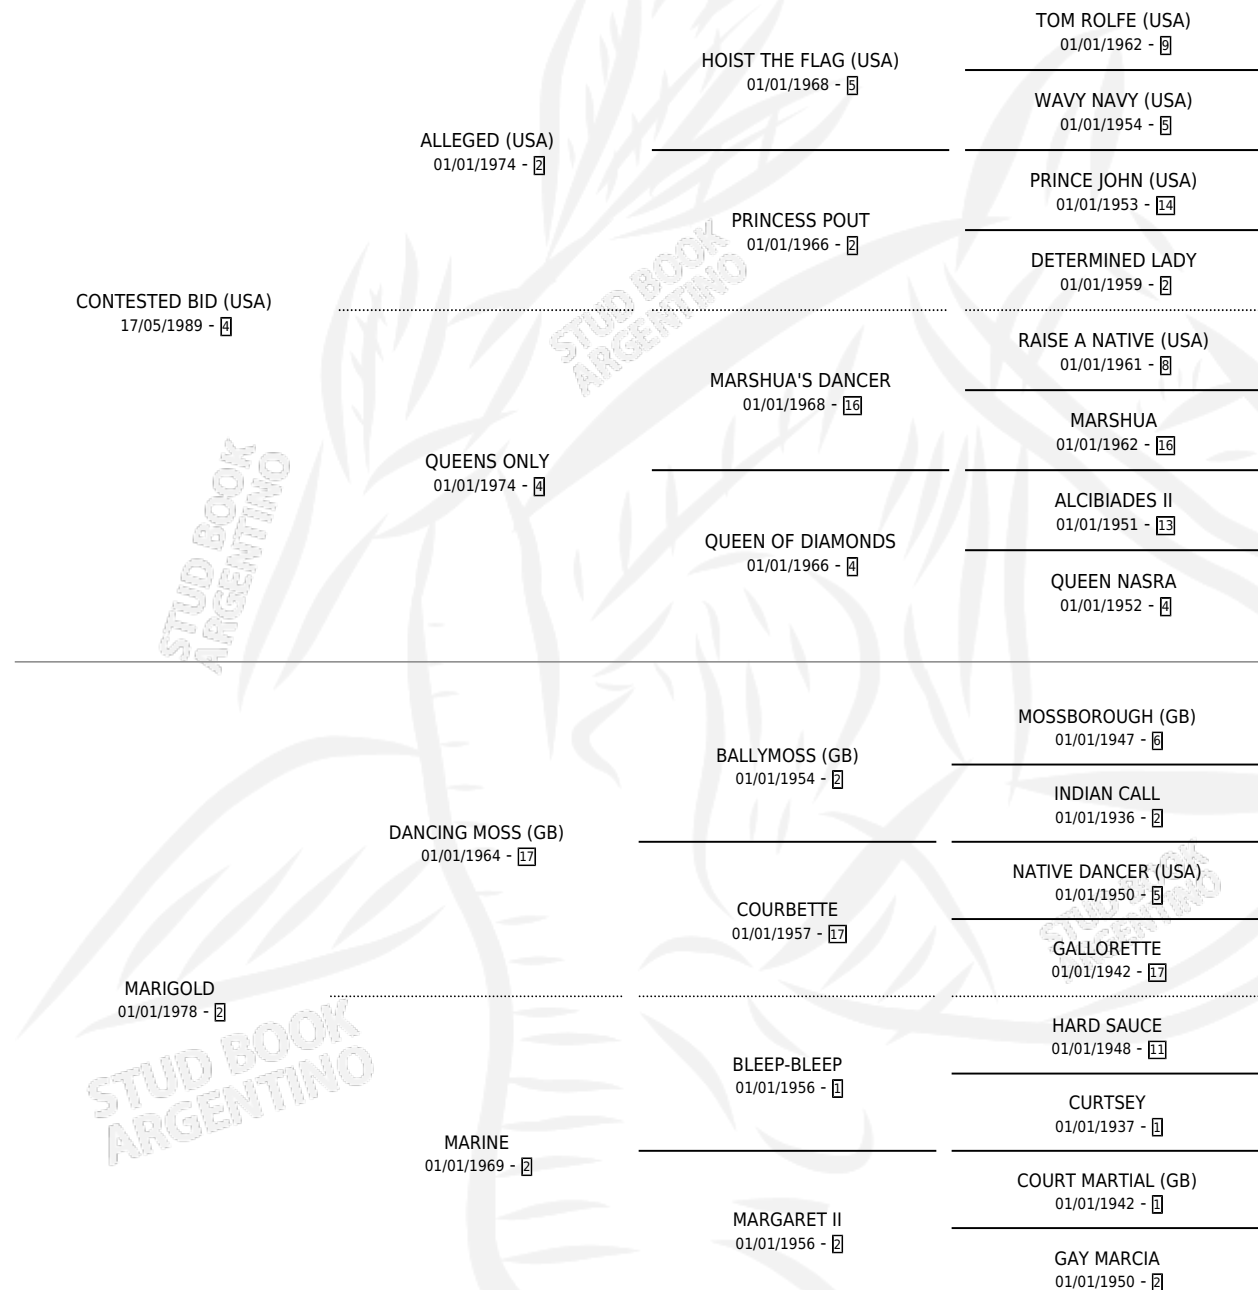 TOM ROLFE (USA)
01/01/1962 - 9
HOIST THE FLAG (USA)
01/01/1968 - 5
WAVY NAVY (USA)
01/01/1954 - 5
ALLEGED (USA)
01/01/1974 - 2
PRINCE JOHN (USA)
01/01/1953 - 14
PRINCESS POUT
01/01/1966 - 2
DETERMINED LADY
01/01/1959 - 2
CONTESTED BID (USA)
17/05/1989 - 4
STUD BOOK
ARGENTINO
RAISE A NATIVE (USA)
01/01/1961 - 8
MARSHUA'S DANCER
01/01/1968 - 16
MARSHUA
01/01/1962 - 16
QUEENS ONLY
01/01/1974 - 4
STUD BOOK
ARGENTINO
ALCIBIADES II
01/01/1951 - 13
QUEEN OF DIAMONDS
01/01/1966 - 4
QUEEN NASRA
01/01/1952 - 4
MOSSBOROUGH (GB)
01/01/1947 - 6
BALLYMOSS (GB)
01/01/1954 - 2
INDIAN CALL
01/01/1936 - 2
DANCING MOSS (GB)
01/01/1964 - 17
NATIVE DANCER (USA)
01/01/1950 - 5
STUD BOOK
ARGENTINO
COURBETTE
01/01/1957 - 17
GALLORETTE
01/01/1942 - 17
MARIGOLD
01/01/1978 - 2
STUD BOOK
ARGENTINO
HARD SAUCE
01/01/1948 - 11
BLEEP-BLEEP
01/01/1956 - 1
CURTSEY
01/01/1937 - 1
MARINE
01/01/1969 - 2
COURT MARTIAL (GB)
01/01/1942 - 1
MARGARET II
01/01/1956 - 2
GAY MARCIA
01/01/1950 - 2